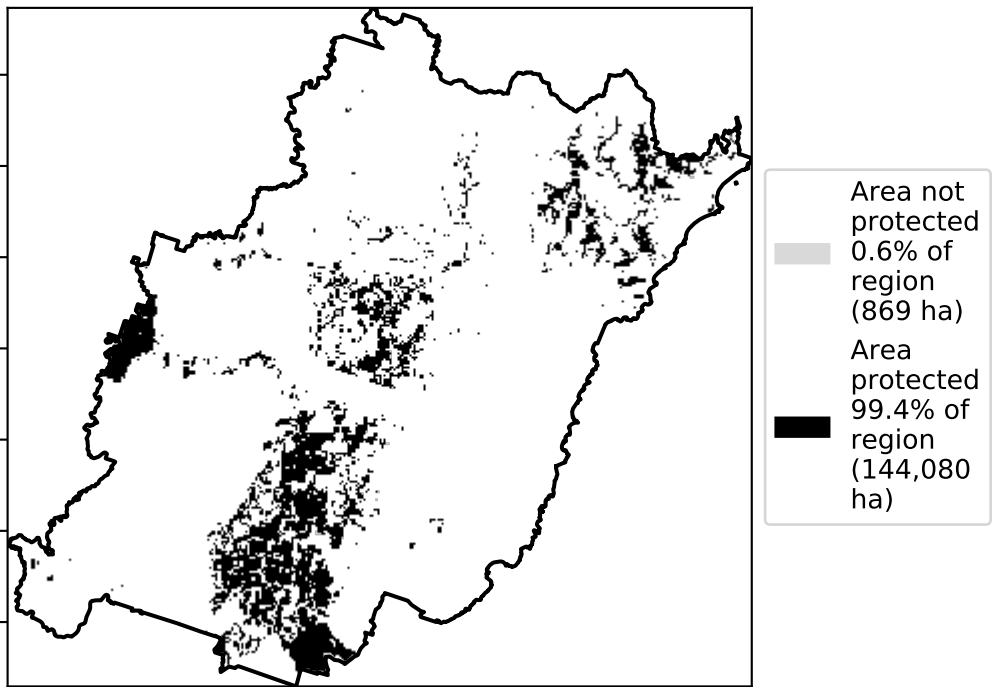 Area not
protected
0.6% of
region
(869 ha)
Area
protected
99.4% of
region
(144,080
ha)